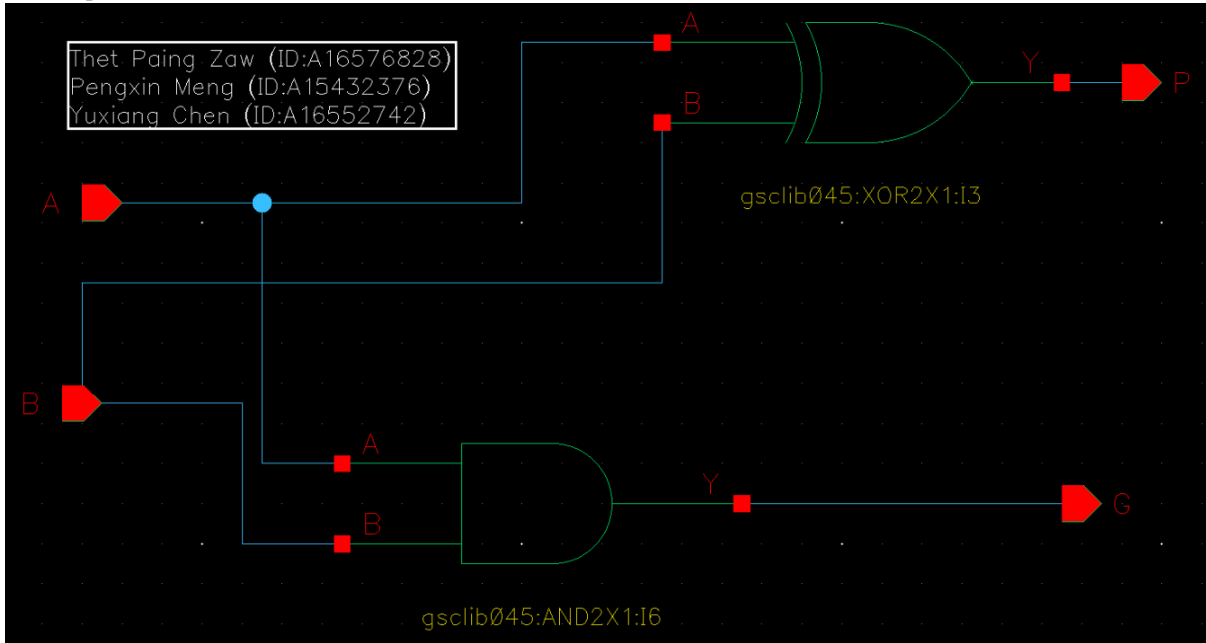 Thet Paing Zaw (ID:A16576828)
Pengxin Meng (ID:A15432376)
Yuxiang Chen (ID:A16552742)
A
Y
P
B
gsclib045:XOR2X1:I3
A
B
A
Y
G
B
gsclib045:AND2X1:I6